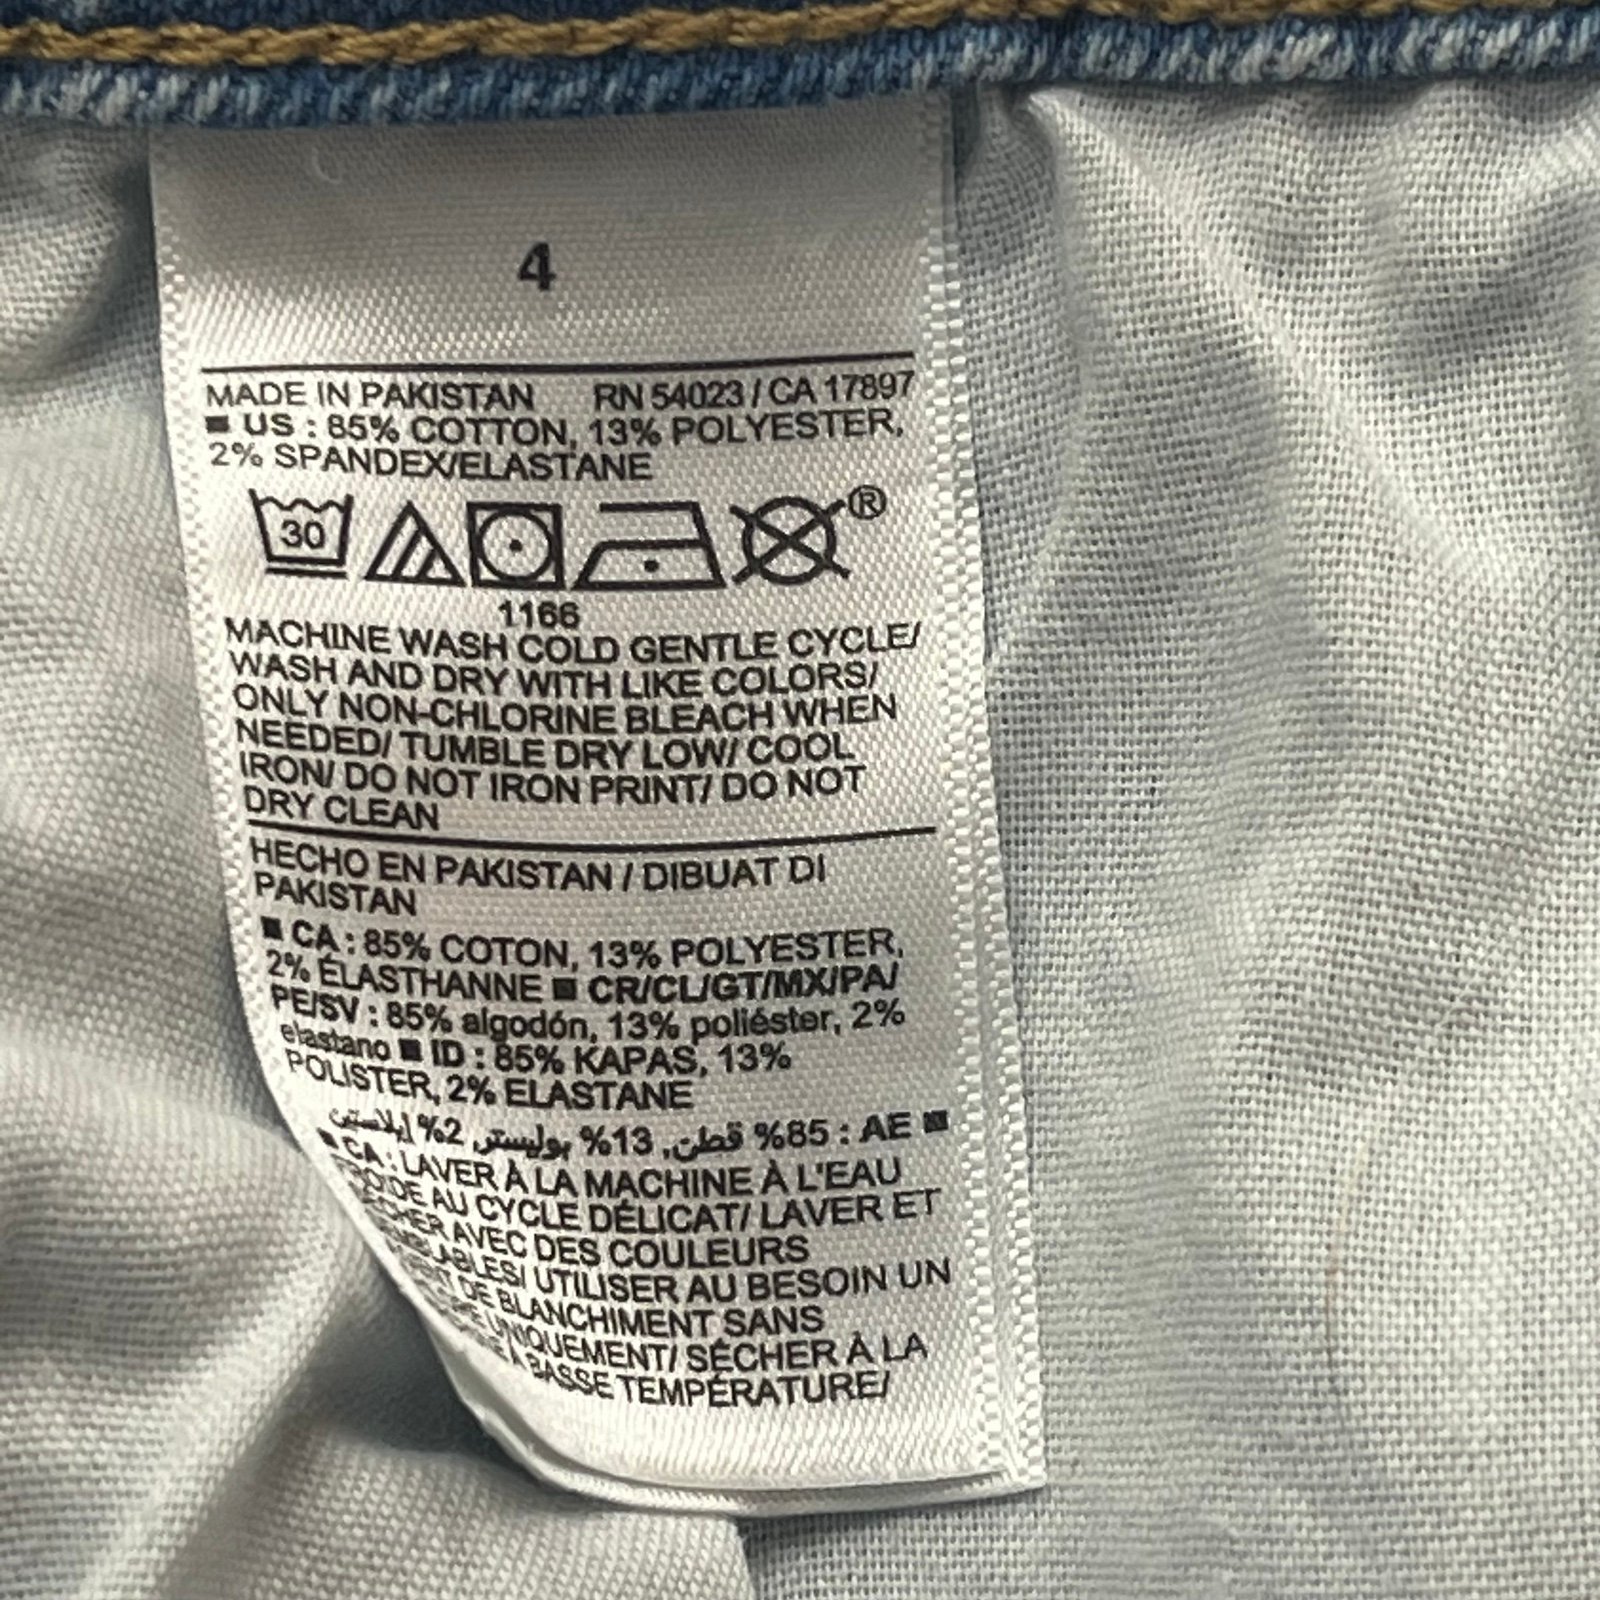 4
MADE IN PAKISTAN RN 54023 / CA 17897
■ US : 85% COTTON, 13% POLYESTER,
2% SPANDEX/ELASTANE
30
®
1166
MACHINE WASH COLD GENTLE CYCLE/
WASH AND DRY WITH LIKE COLORS/
ONLY NON-CHLORINE BLEACH WHEN
NEEDED/ TUMBLE DRY LOW/ COOL
IRON/ DO NOT IRON PRINT/ DO NOT
DRY CLEAN
HECHO EN PAKISTAN / DIBUAT DI
PAKISTAN
■ CA : 85% COTON, 13% POLYESTER,
2% ÉLASTHANNE ■ CR/CL/GT/MX/PA/
PE/SV : 85% algodón, 13% poliéster, 2%
elastano ■ ID : 85% KAPAS, 13%
POLISTER, 2% ELASTANE
■ AE : 85% قطن, 13% بوليستر, 2% إيلاستين
■ CA : LAVER À LA MACHINE À L'EAU
AU CYCLE DÉLICAT/ LAVER ET
AVEC DES COULEURS
UTILISER AU BESOIN UN
DE BLANCHIMENT SANS
UNIQUEMENT/ SÉCHER À LA
BASSE TEMPÉRATURE/